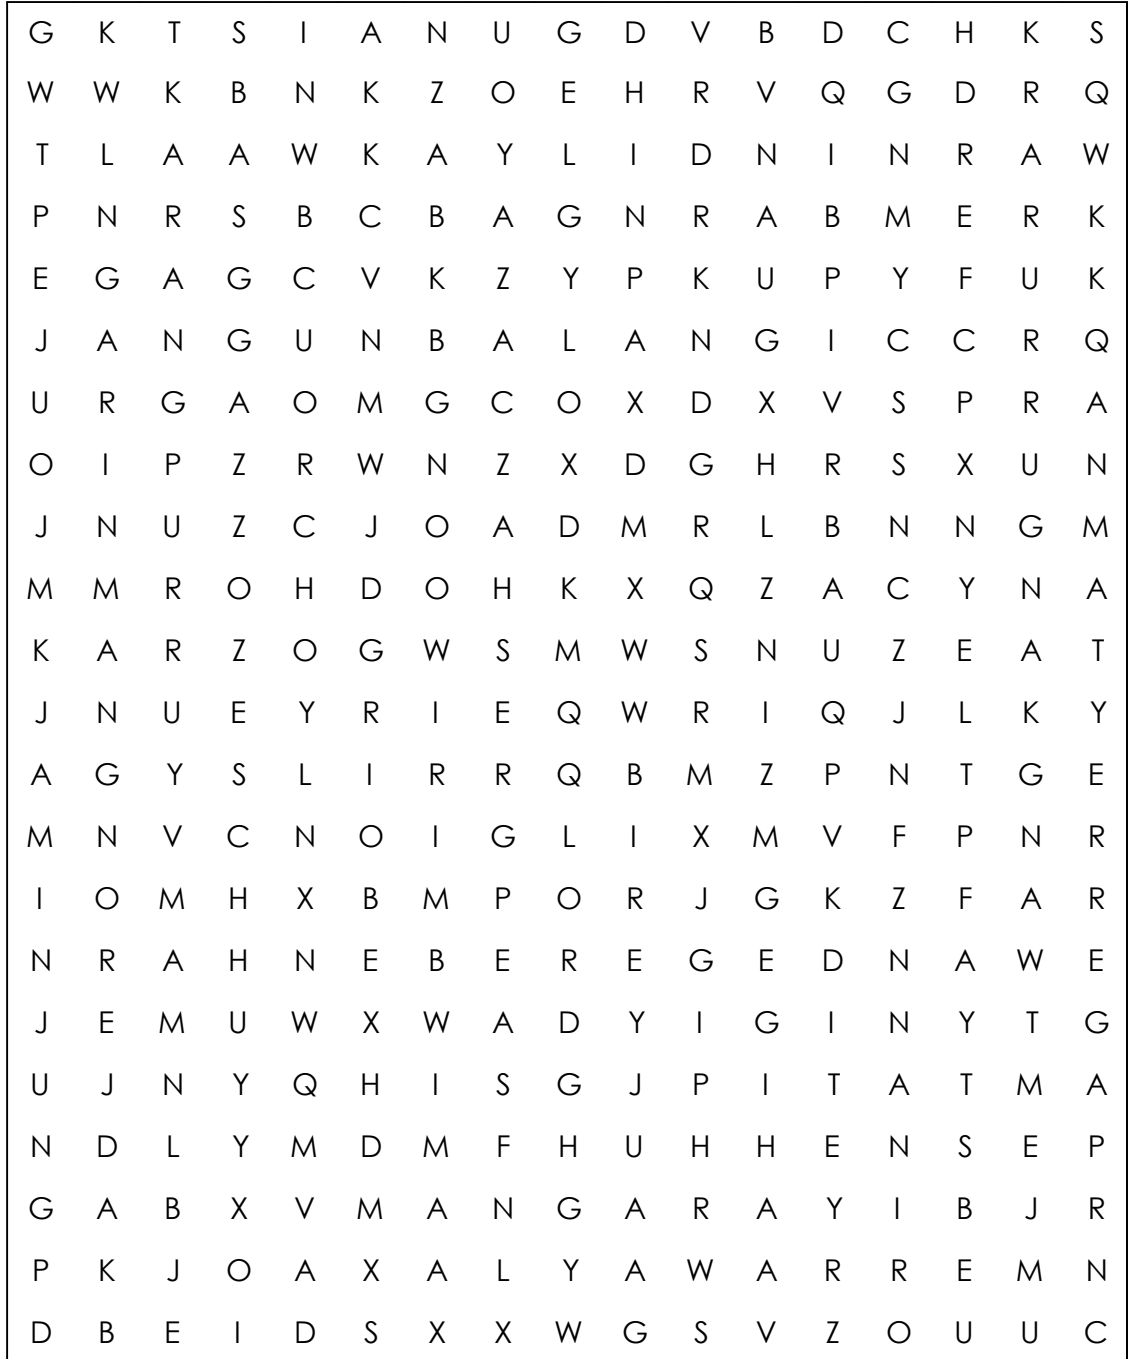 G K T S I A N U G D V B D C H K S
W W K B N K Z O E H R V Q G D R Q
T L A A W K A Y L I D N I N R A W
P N R S B C B A G N R A B M E R K
E G A G C V K Z Y P K U P Y F U K
J A N G U N B A L A N G I C C R Q
U R G A O M G C O X D X V S P R A
O I P Z R W N Z X D G H R S X U N
J N U Z C J O A D M R L B N N G M
M M R O H D O H K X Q Z A C Y N A
K A R Z O G W S M W S N U Z E A T
J N U E Y R I E Q W R I Q J L K Y
A G Y S L I R R Q B M Z P N T G E
M N V C N O I G L I X M V F P N R
I O M H X B M P O R J G K Z F A R
N R A H N E B E R E G E D N A W E
J E M U W X W A D Y I G I N Y T G
U J N Y Q H I S G J P I T A T M A
N D L Y M D M F H U H H E N S E P
G A B X V M A N G A R A Y I B J R
P K J O A X A L Y A W A R R E M N
D B E I D S X X W G S V Z O U U C